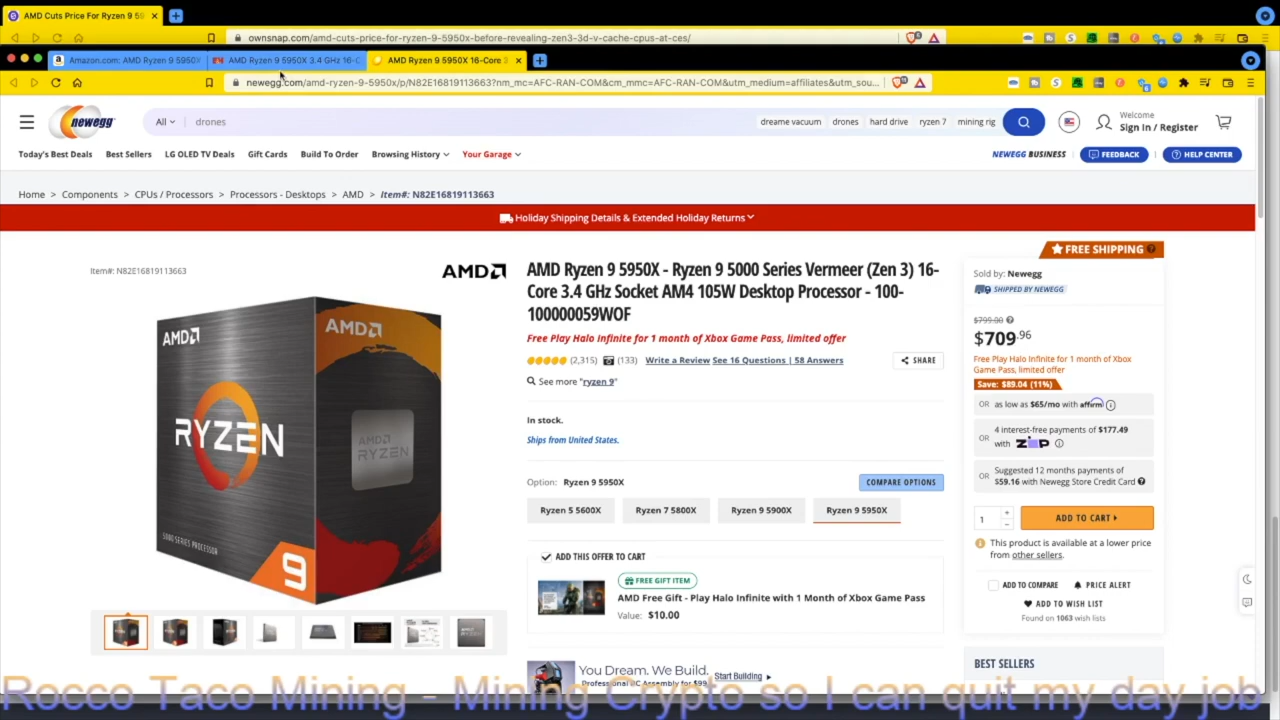 AMD Cuts Price For Ryzen 9 59
ownsnap.com/amd-cuts-price-for-ryzen-9-5950x-before-revealing-zen3-3d-v-cache-cpus-at-ces/
Amazon.com: AMD Ryzen 9 5950X
AMD Ryzen 9 5950X 3.4 GHz 16-C
AMD Ryzen 9 5950X 16-Core 3
newegg.com/amd-ryzen-9-5950x/p/N82E16819113663?nm_mc=AFC-RAN-COM&cm_mmc=AFC-RAN-COM&utm_medium=affiliates&utm_sou...
newegg
All
drones
dreame vacuum
drones
hard drive
ryzen 7
mining rig
Welcome
Sign In / Register
Today's Best Deals
Best Sellers
LG OLED TV Deals
Gift Cards
Build To Order
Browsing History
Your Garage
NEWEGG BUSINESS
FEEDBACK
HELP CENTER
Home > Components > CPUs / Processors > Processors - Desktops > AMD > Item#: N82E16819113663
Holiday Shipping Details & Extended Holiday Returns
Item#: N82E16819113663
AMD
AMD
AMD
RYZEN
AMD
RYZEN
5000 SERIES PROCESSOR
9
AMD Ryzen 9 5950X - Ryzen 9 5000 Series Vermeer (Zen 3) 16-
Core 3.4 GHz Socket AM4 105W Desktop Processor - 100-
100000059WOF
Free Play Halo Infinite for 1 month of Xbox Game Pass, limited offer
(2,315)
(133)
Write a Review
See 16 Questions | 58 Answers
SHARE
See more "ryzen 9"
In stock.
Ships from United States.
Option: Ryzen 9 5950X
COMPARE OPTIONS
Ryzen 5 5600X
Ryzen 7 5800X
Ryzen 9 5900X
Ryzen 9 5950X
ADD THIS OFFER TO CART
FREE GIFT ITEM
AMD Free Gift - Play Halo Infinite with 1 Month of Xbox Game Pass
Value: $10.00
You Dream. We Build.
Professional PC Assembly for $99
Start Building
FREE SHIPPING
Sold by: Newegg
SHIPPED BY NEWEGG
$799.00
$709.96
Free Play Halo Infinite for 1 month of Xbox
Game Pass, limited offer
Save: $89.04 (11%)
OR as low as $65/mo with affirm
4 interest-free payments of $177.49
OR
with ZIP
Suggested 12 months payments of
OR
$59.16 with Newegg Store Credit Card
1
ADD TO CART
This product is available at a lower price
from other sellers.
ADD TO COMPARE
PRICE ALERT
ADD TO WISH LIST
Found on 1063 wish lists
BEST SELLERS
Rocco Taco Mining - Mining Crypto so I can quit my day job